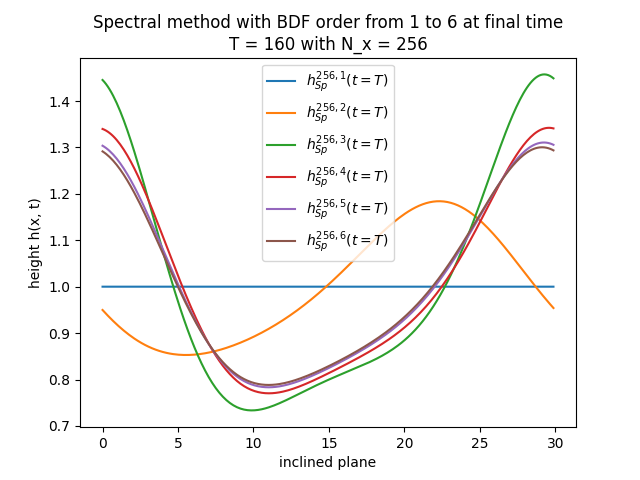 Spectral method with BDF order from 1 to 6 at final time
T = 160 with N_x = 256
h_{Sp}^{256,1}(t = T)
h_{Sp}^{256,2}(t = T)
h_{Sp}^{256,3}(t = T)
h_{Sp}^{256,4}(t = T)
h_{Sp}^{256,5}(t = T)
h_{Sp}^{256,6}(t = T)
height h(x, t)
1.4
1.3
1.2
1.1
1.0
0.9
0.8
0.7
0 5 10 15 20 25 30
inclined plane